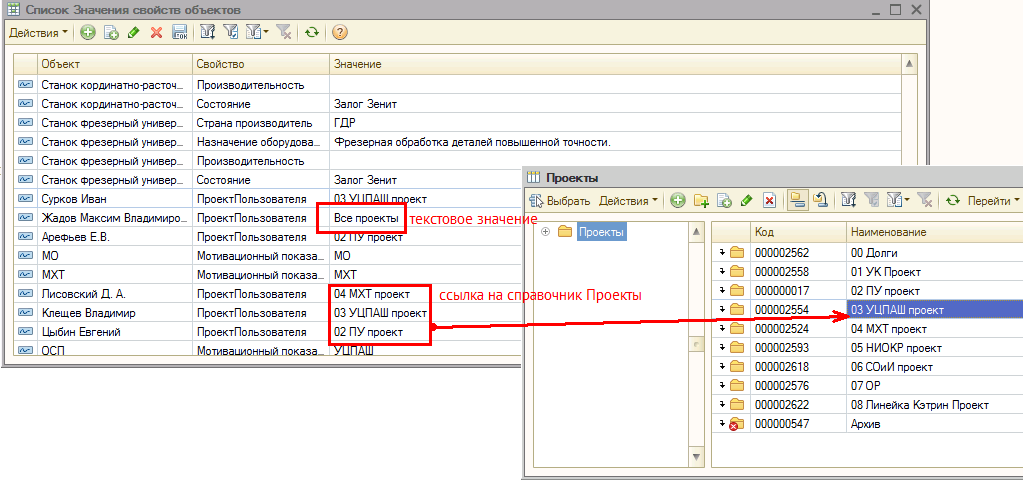 Список Значения свойств объектов
Действия
Объект Свойство Значение
Станок кординатно-расточ... Производительность
Станок кординатно-расточ... Состояние Залог Зенит
Станок фрезерный универ... Страна производитель ГДР
Станок фрезерный универ... Назначение оборудова... Фрезерная обработка деталей повышенной точности.
Станок фрезерный универ... Производительность
Станок фрезерный универ... Состояние Залог Зенит
Сурков Иван ПроектПользователя 03 УЦПАШ проект
Жадов Максим Владимиро... ПроектПользователя Все проекты
текстовое значение
Арефьев Е.В. ПроектПользователя 02 ПУ проект
МО Мотивационный показа... МО
МХТ Мотивационный показа... МХТ
Лисовский Д. А. ПроектПользователя 04 МХТ проект
ссылка на справочник Проекты
Клещев Владимир ПроектПользователя 03 УЦПАШ проект
Цыбин Евгений ПроектПользователя 02 ПУ проект
ОСП Мотивационный показа... УЦПАШ
Проекты
Выбрать Действия Перейти
Проекты
Код Наименование
000002562 00 Долги
000002558 01 УК Проект
000000017 02 ПУ проект
000002554 03 УЦПАШ проект
000002524 04 МХТ проект
000002593 05 НИОКР проект
000002618 06 СОиИ проект
000002576 07 ОР
000002622 08 Линейка Кэтрин Проект
000000547 Архив